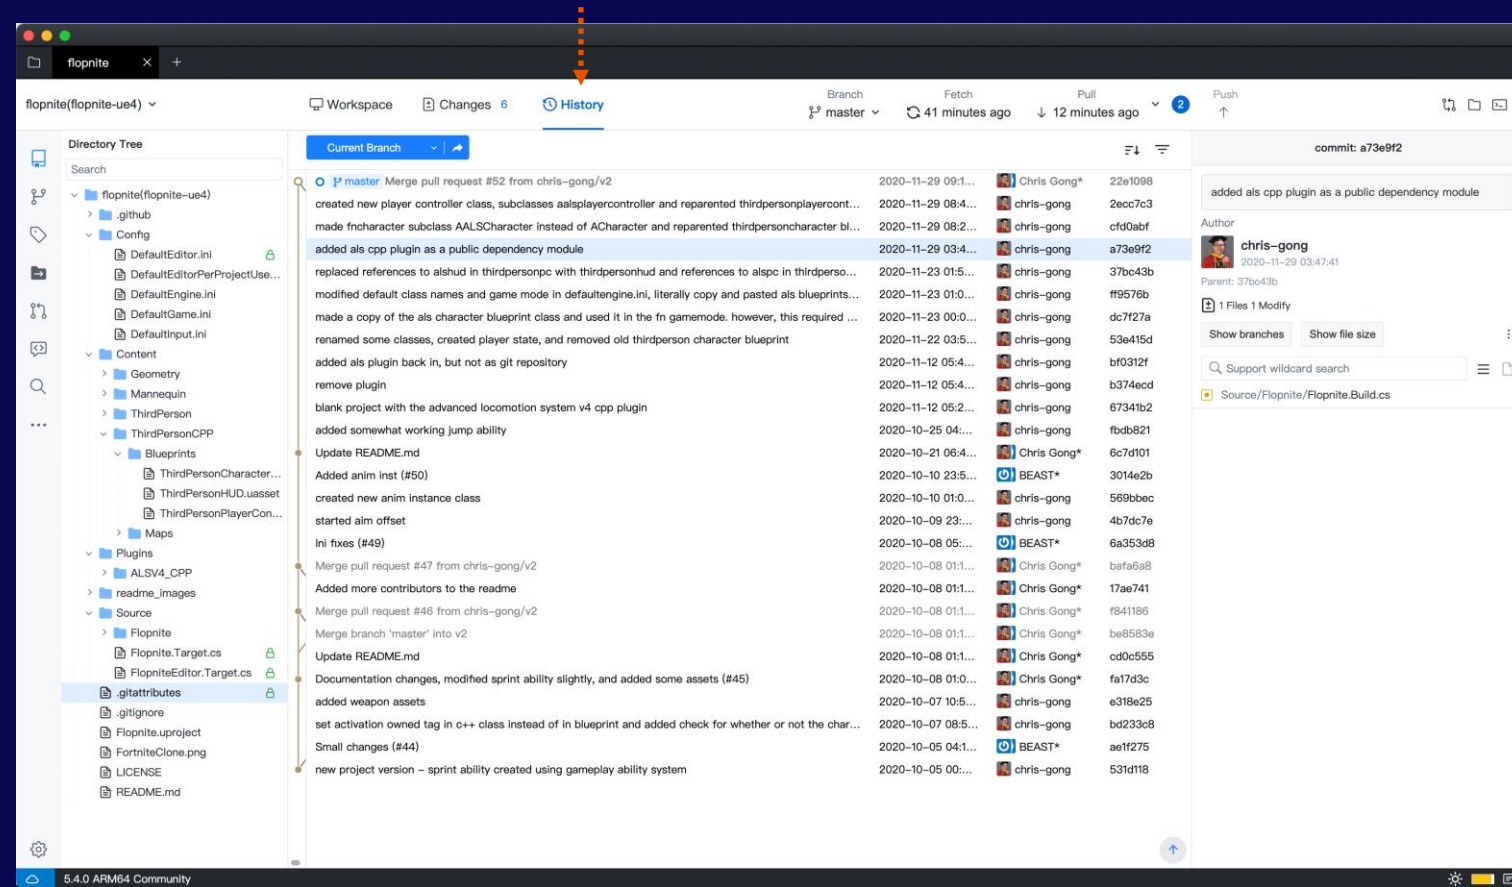 flopnite
flopnite(flopnite-ue4)
Workspace
Changes 6
History
Branch
master
Fetch
41 minutes ago
Pull
12 minutes ago
2
Push
Directory Tree
Search
flopnite(flopnite-ue4)
.github
Config
DefaultEditor.ini
DefaultEditorPerProjectUse...
DefaultEngine.ini
DefaultGame.ini
DefaultInput.ini
Content
Geometry
Mannequin
ThirdPerson
ThirdPersonCPP
Blueprints
ThirdPersonCharacter...
ThirdPersonHUD.uasset
ThirdPersonPlayerCon...
Maps
Plugins
ALSV4_CPP
readme_images
Source
Flopnite
Flopnite.Target.cs
FlopniteEditor.Target.cs
.gitattributes
.gitignore
Flopnite.uproject
FortniteClone.png
LICENSE
README.md
Current Branch
master Merge pull request #52 from chris-gong/v2 2020-11-29 09:1... Chris Gong* 22e1098
created new player controller class, subclasses aalsplayercontroller and reparented thirdpersonplayercont... 2020-11-29 08:4... chris-gong 2ecc7c3
made fncharacter subclass AALSCharacter instead of ACharacter and reparented thirdpersoncharacter bl... 2020-11-29 08:2... chris-gong cfd0abf
added als cpp plugin as a public dependency module 2020-11-29 03:4... chris-gong a73e9f2
replaced references to alshud in thirdpersonpc with thirdpersonhud and references to alspc in thirdperso... 2020-11-23 01:5... chris-gong 37bc43b
modified default class names and game mode in defaultengine.ini, literally copy and pasted als blueprints... 2020-11-23 01:0... chris-gong ff9576b
made a copy of the als character blueprint class and used it in the fn gamemode. however, this required ... 2020-11-23 00:0... chris-gong dc7f27a
renamed some classes, created player state, and removed old thirdperson character blueprint 2020-11-22 03:5... chris-gong 53e415d
added als plugin back in, but not as git repository 2020-11-12 05:4... chris-gong bf0312f
remove plugin 2020-11-12 05:4... chris-gong b374ecd
blank project with the advanced locomotion system v4 cpp plugin 2020-11-12 05:2... chris-gong 67341b2
added somewhat working jump ability 2020-10-25 04:... chris-gong fbdb821
Update README.md 2020-10-21 06:4... Chris Gong* 6c7d101
Added anim inst (#50) 2020-10-10 23:5... BEAST* 3014e2b
created new anim instance class 2020-10-10 01:0... chris-gong 569bbec
started aim offset 2020-10-09 23:... chris-gong 4b7dc7e
Ini fixes (#49) 2020-10-08 05:... BEAST* 6a353d8
Merge pull request #47 from chris-gong/v2 2020-10-08 01:1... Chris Gong* bafa6a8
Added more contributors to the readme 2020-10-08 01:1... Chris Gong* 17ae741
Merge pull request #46 from chris-gong/v2 2020-10-08 01:1... Chris Gong* f841186
Merge branch 'master' into v2 2020-10-08 01:1... Chris Gong* be8583e
Update README.md 2020-10-08 01:1... Chris Gong* cd0c555
Documentation changes, modified sprint ability slightly, and added some assets (#45) 2020-10-08 01:0... Chris Gong* fa17d3c
added weapon assets 2020-10-07 10:5... chris-gong e318e25
set activation owned tag in c++ class instead of in blueprint and added check for whether or not the char... 2020-10-07 08:5... chris-gong bd233c8
Small changes (#44) 2020-10-05 04:1... BEAST* ae1f275
new project version – sprint ability created using gameplay ability system 2020-10-05 00:... chris-gong 531d118
commit: a73e9f2
added als cpp plugin as a public dependency module
Author
chris-gong
2020-11-29 03:47:41
Parent: 37bc43b
1 Files 1 Modify
Show branches
Show file size
Support wildcard search
Source/Flopnite/Flopnite.Build.cs
5.4.0 ARM64 Community